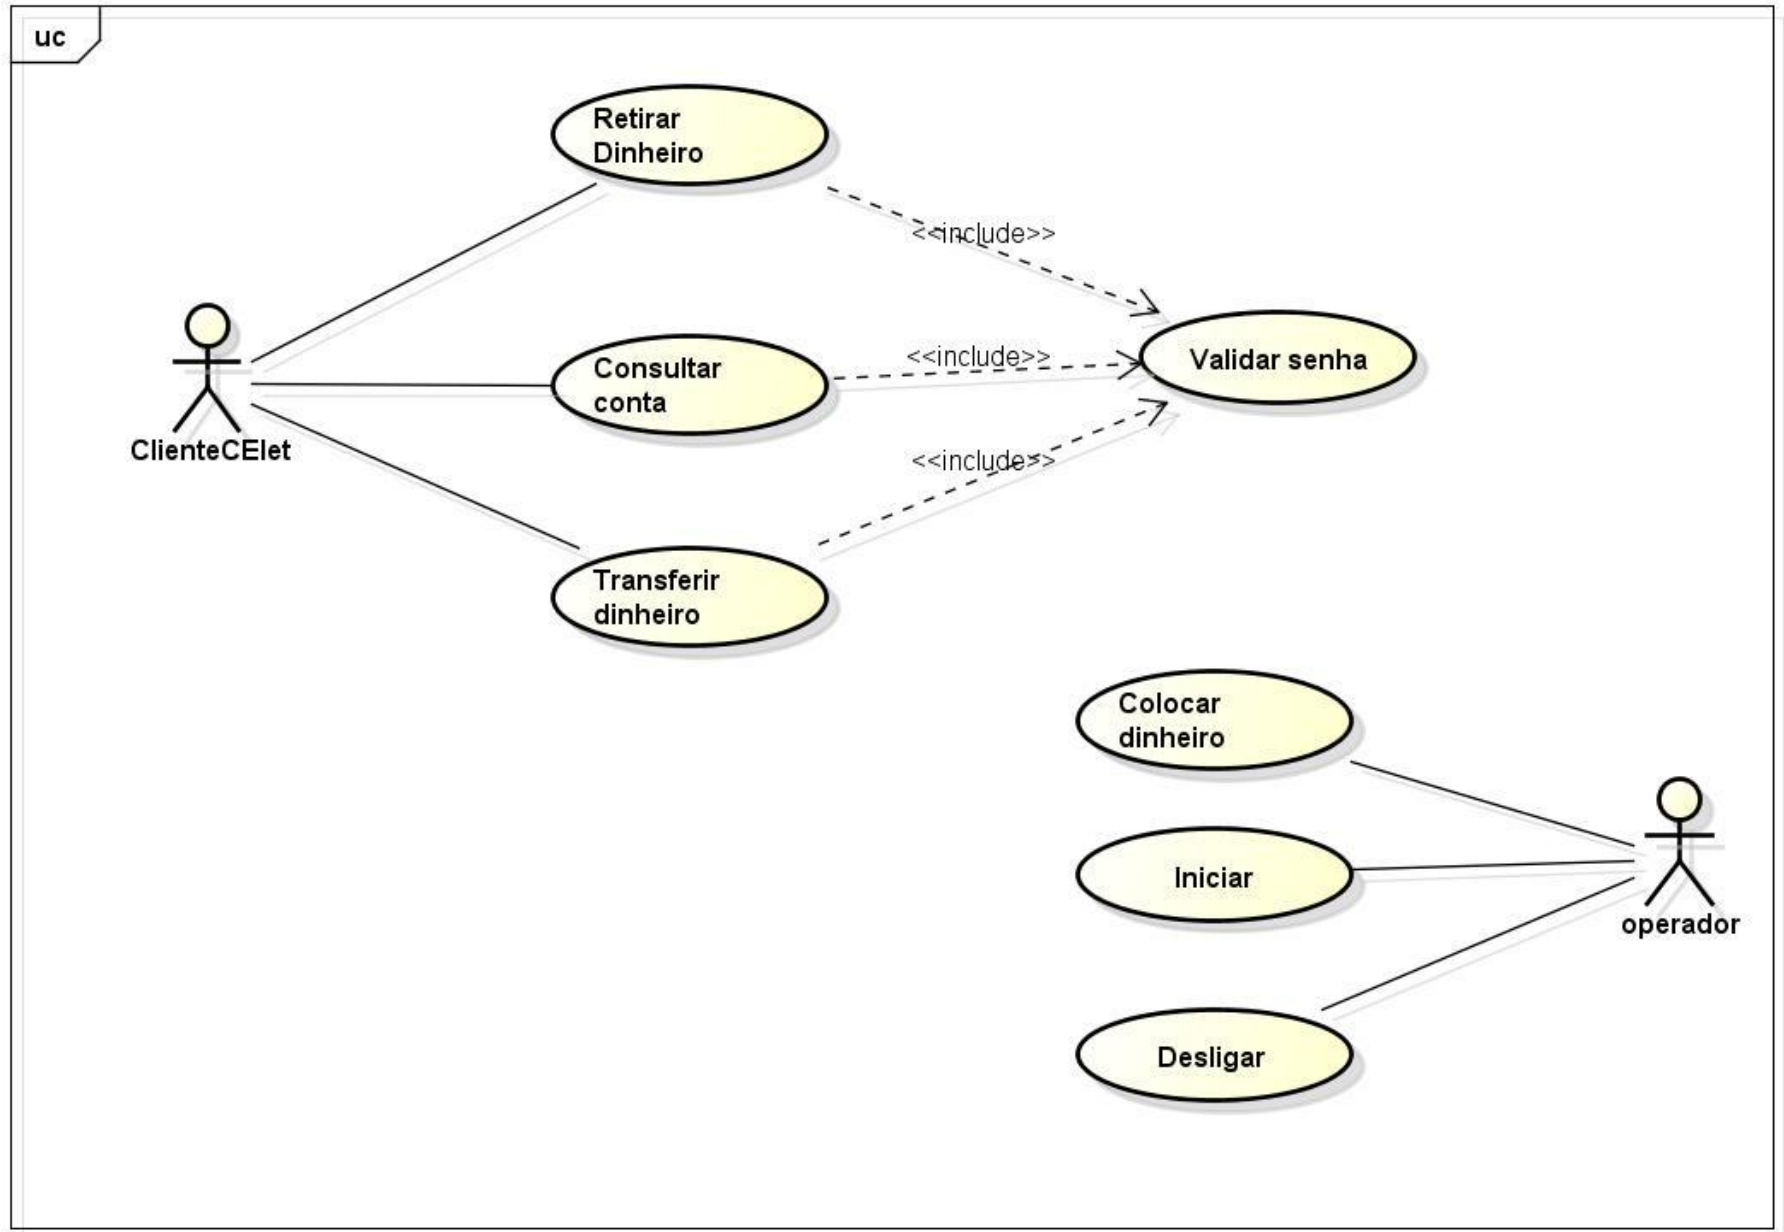 uc
Retirar
Dinheiro
<<include>>
Consultar
conta
<<include>>
Validar senha
ClienteCElet
<<include>>
Transferir
dinheiro
Colocar
dinheiro
Iniciar
operador
Desligar